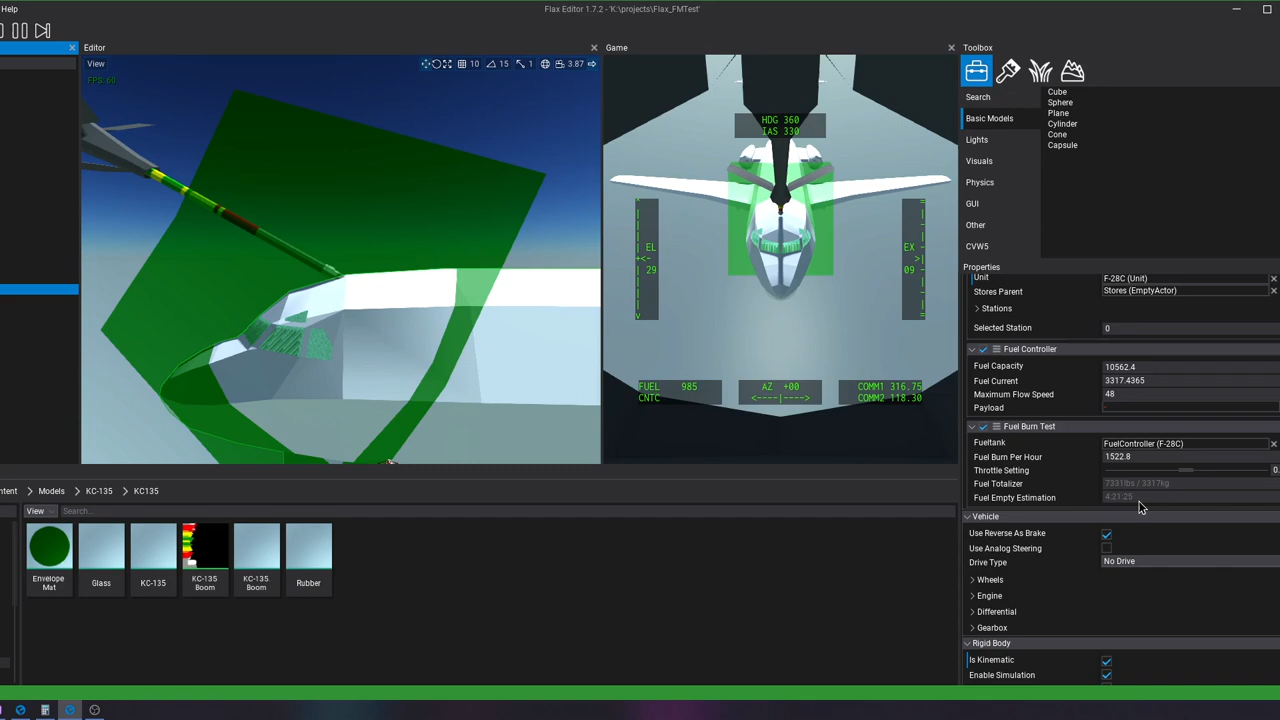 Help
Flax Editor 1.7.2 - 'K:\projects\Flax_FMTest'
Editor
Game
Toolbox
View
10
15
1
3.87
FPS: 60
HDG 360
IAS 330
EL
+<-
29
EX
>|
09
FUEL 985
CNTC
AZ +00
<----|---->
COMM1 316.75
COMM2 118.30
Search
Basic Models
Lights
Visuals
Physics
GUI
Other
CVW5
Cube
Sphere
Plane
Cylinder
Cone
Capsule
Properties
Unit
F-28C (Unit)
Stores Parent
Stores (EmptyActor)
Stations
Selected Station
0
Fuel Controller
Fuel Capacity
10562.4
Fuel Current
3317.4365
Maximum Flow Speed
48
Payload
Fuel Burn Test
Fueltank
FuelController (F-28C)
Fuel Burn Per Hour
1522.8
Throttle Setting
0.
Fuel Totalizer
7331lbs / 3317kg
Fuel Empty Estimation
4:21:25
Vehicle
Use Reverse As Brake
Use Analog Steering
Drive Type
No Drive
Wheels
Engine
Differential
Gearbox
Rigid Body
Is Kinematic
Enable Simulation
ntent > Models > KC-135 > KC135
View
Search...
Envelope
Mat
Glass
KC-135
KC-135
Boom
KC-135
Boom
Rubber